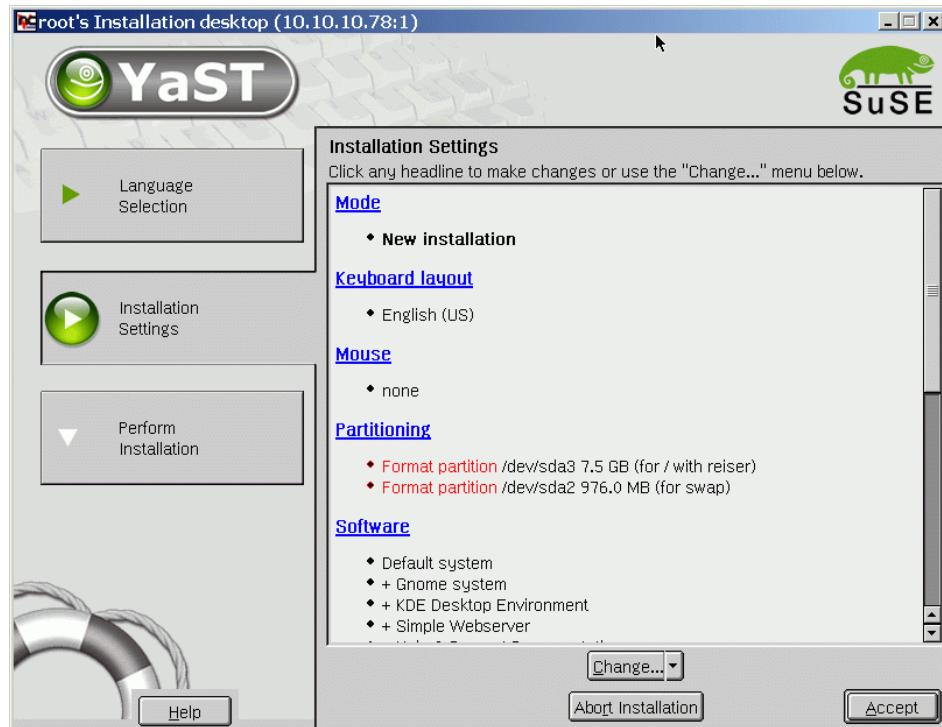 root's Installation desktop (10.10.10.78:1)
YaST
SuSE
Language
Selection
Installation
Settings
Perform
Installation
Help
Installation Settings
Click any headline to make changes or use the "Change..." menu below.
Mode
New installation
Keyboard layout
English (US)
Mouse
none
Partitioning
Format partition /dev/sda3 7.5 GB (for / with reiser)
Format partition /dev/sda2 976.0 MB (for swap)
Software
Default system
+ Gnome system
+ KDE Desktop Environment
+ Simple Webserver
Change...
Abort Installation
Accept